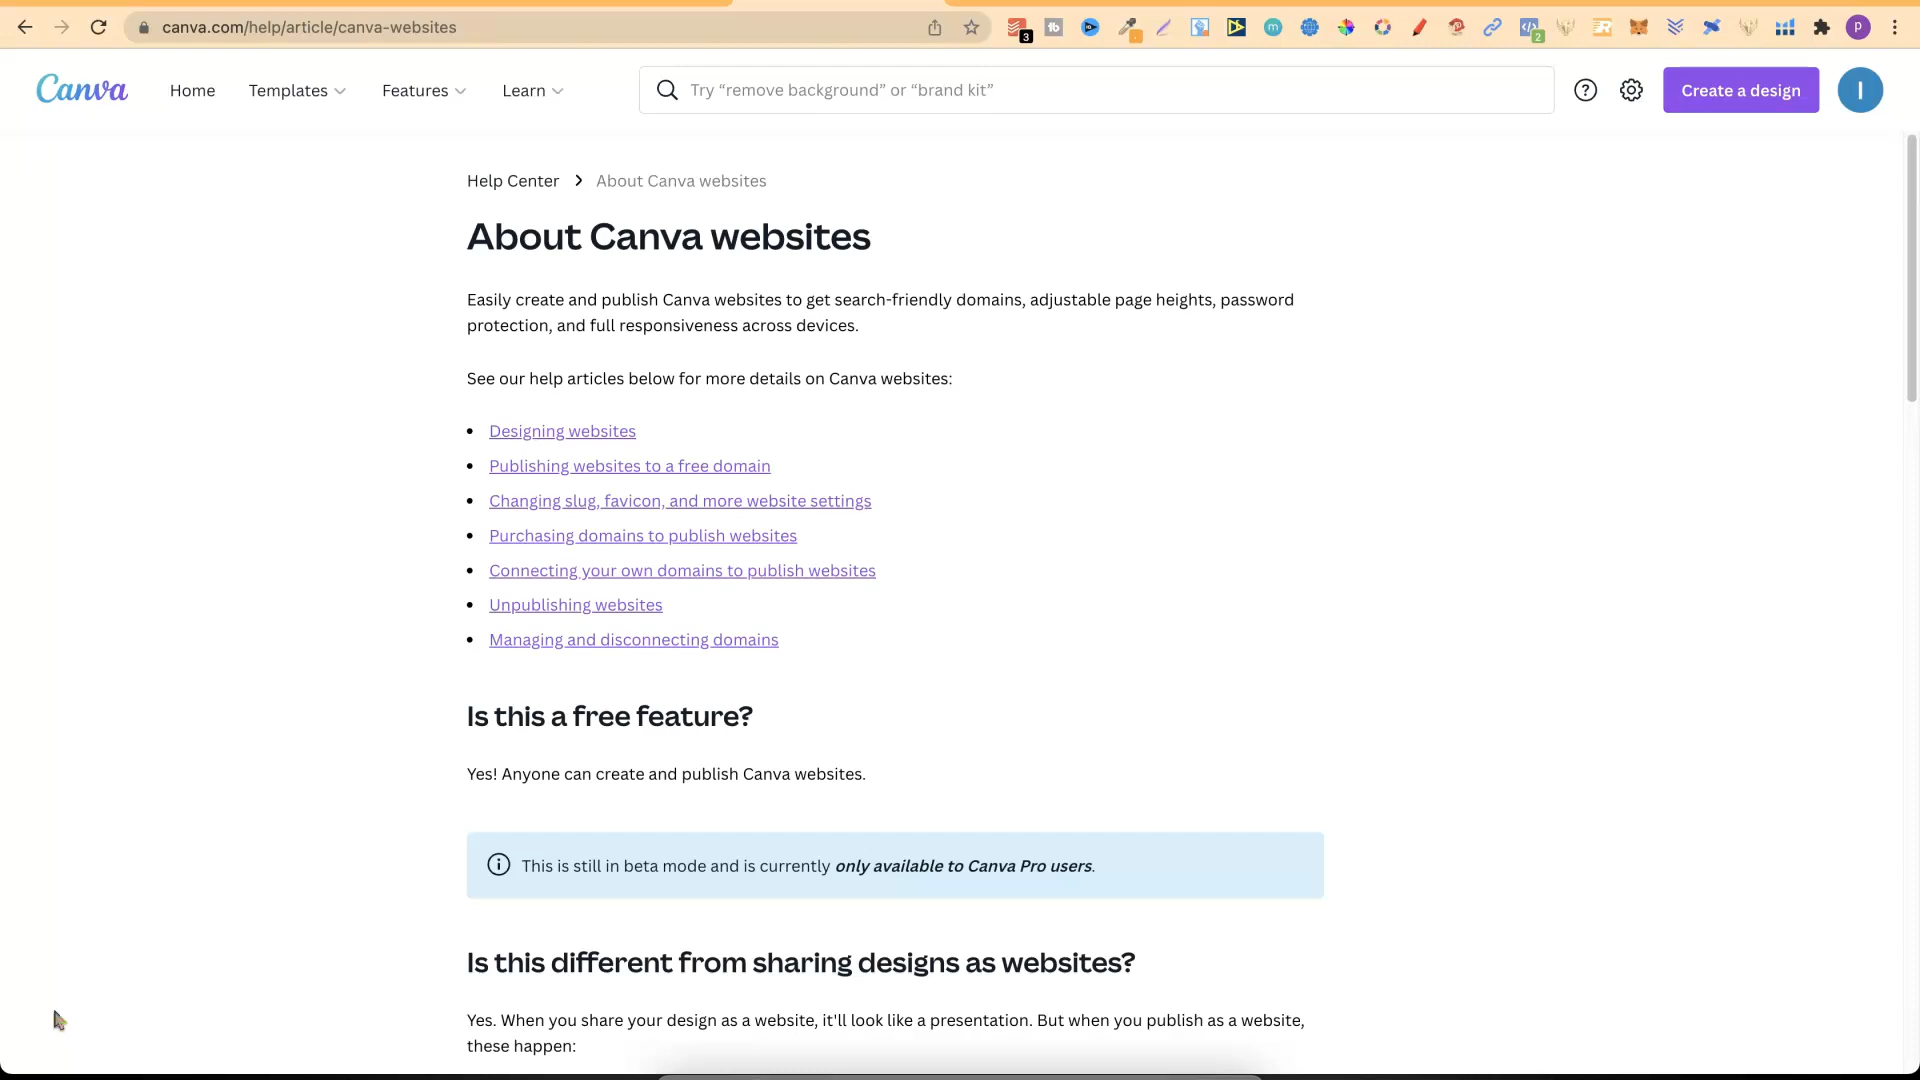 canva.com/help/article/canva-websites
3
2
P
Canva
Home
Templates
Features
Learn
Try “remove background” or “brand kit”
Create a design
I
Help Center
About Canva websites
About Canva websites
Easily create and publish Canva websites to get search-friendly domains, adjustable page heights, password
protection, and full responsiveness across devices.
See our help articles below for more details on Canva websites:
• Designing websites
• Publishing websites to a free domain
• Changing slug, favicon, and more website settings
• Purchasing domains to publish websites
• Connecting your own domains to publish websites
• Unpublishing websites
• Managing and disconnecting domains
Is this a free feature?
Yes! Anyone can create and publish Canva websites.
This is still in beta mode and is currently only available to Canva Pro users.
Is this different from sharing designs as websites?
Yes. When you share your design as a website, it'll look like a presentation. But when you publish as a website,
these happen: